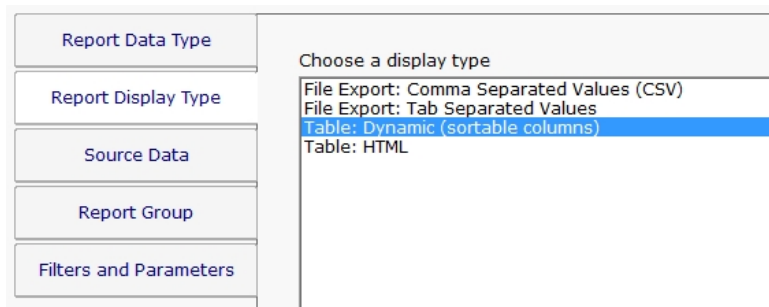 Report Data Type
Report Display Type
Source Data
Report Group
Filters and Parameters
Choose a display type
File Export: Comma Separated Values (CSV)
File Export: Tab Separated Values
Table: Dynamic (sortable columns)
Table: HTML